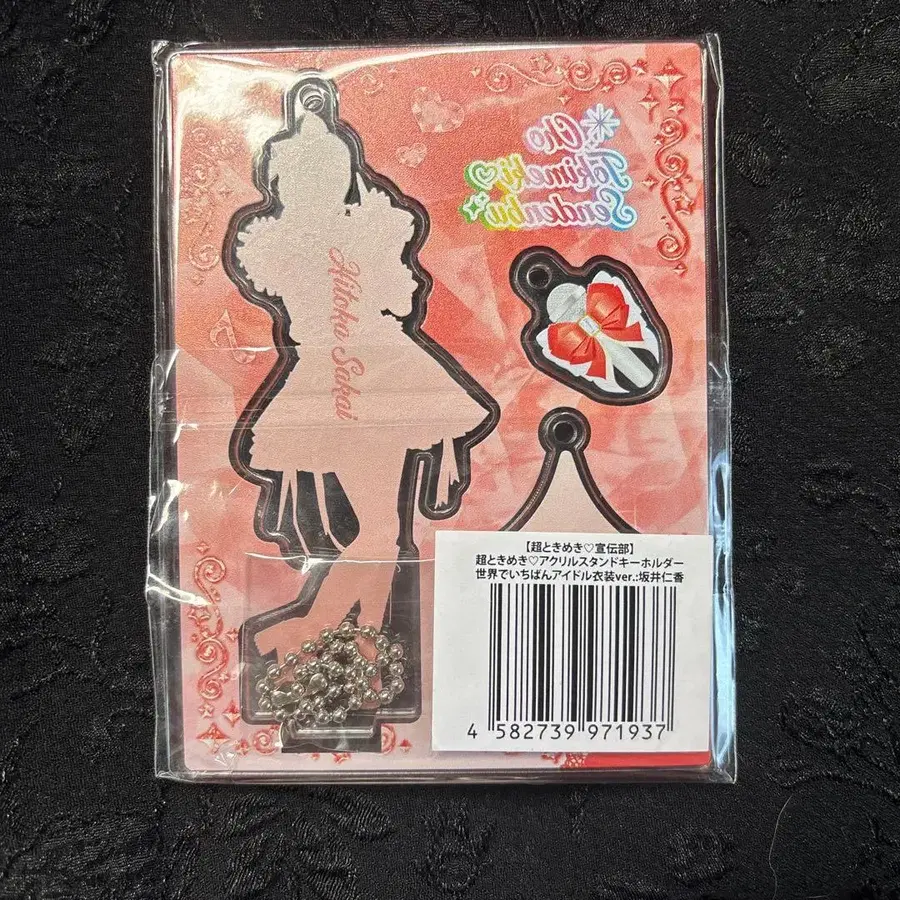 Cho
Tokimeki♡
Sendenbu
Hitoka Sakai
【超ときめき♡宣伝部】
超ときめき♡アクリルスタンドキーホルダー
世界でいちばんアイドル衣装ver.:坂井仁香
4 582739 971937